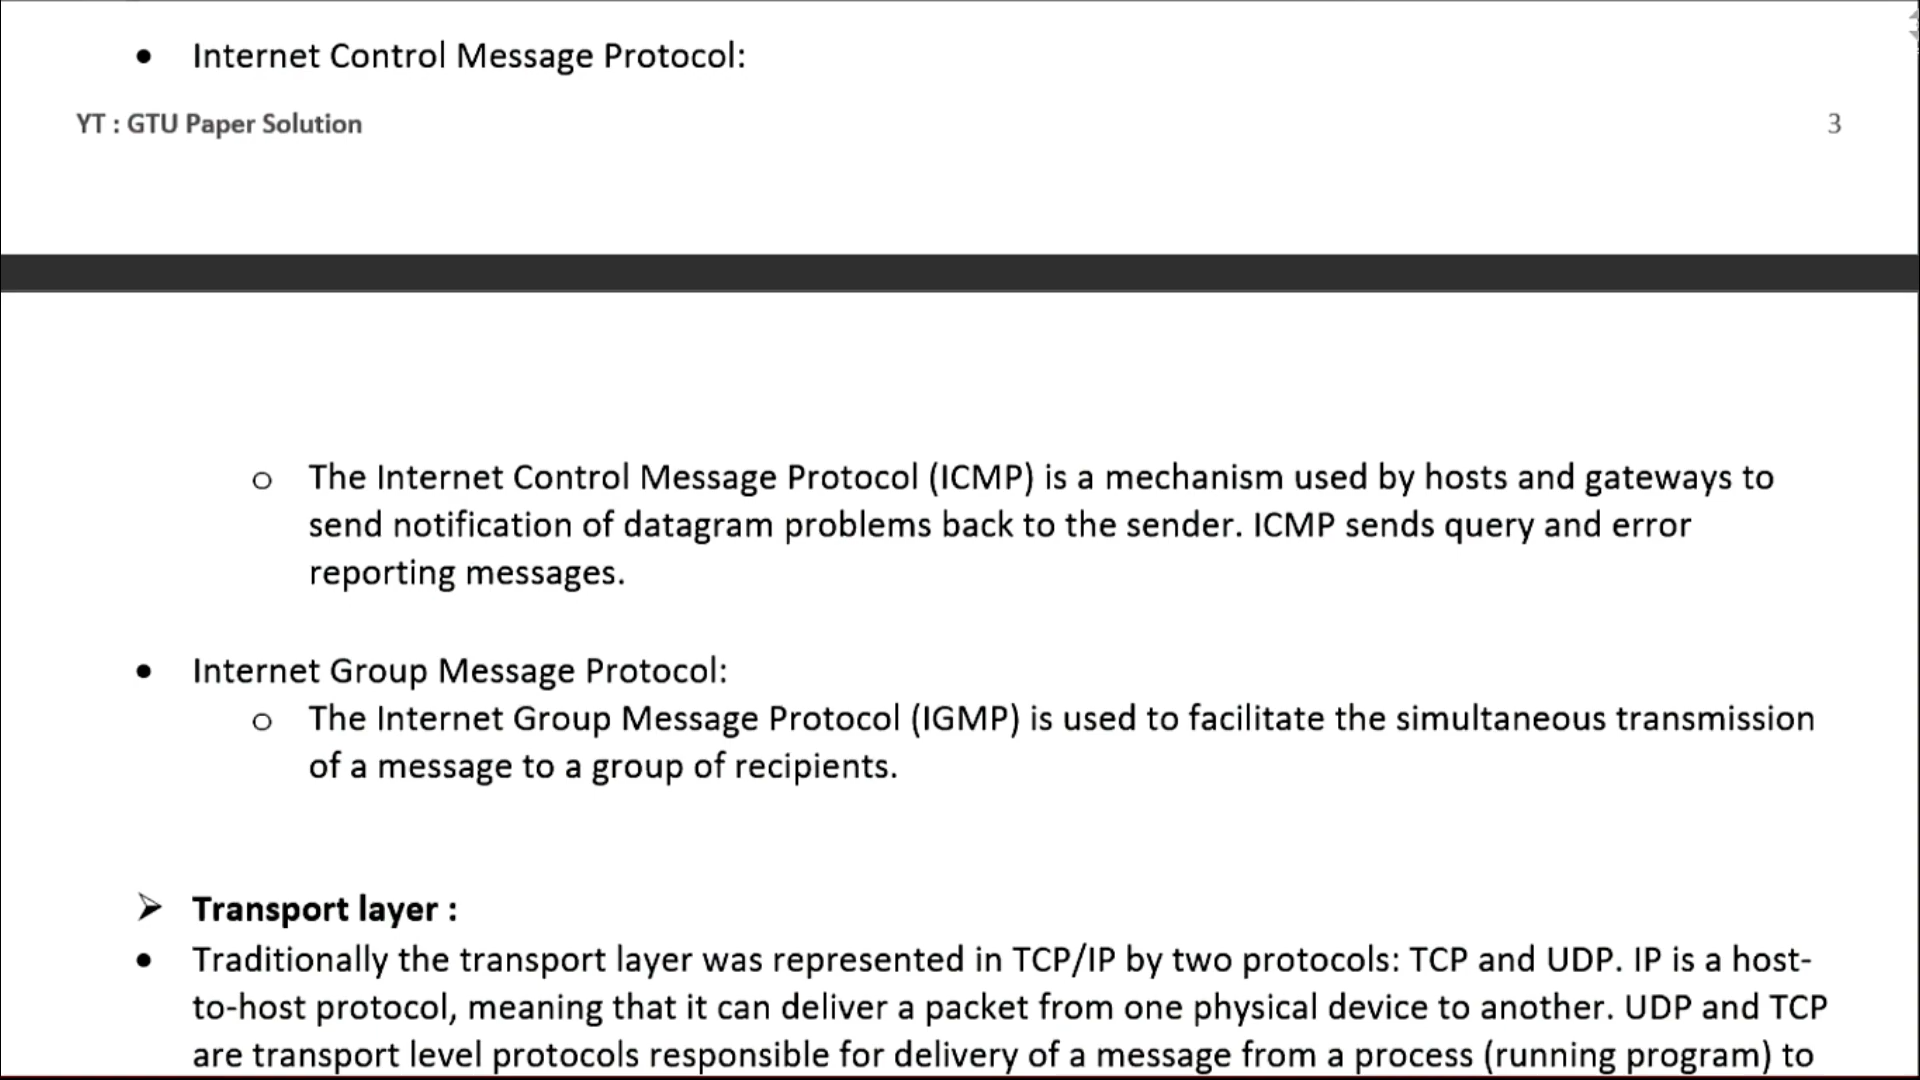 • Internet Control Message Protocol:
YT : GTU Paper Solution 3
o The Internet Control Message Protocol (ICMP) is a mechanism used by hosts and gateways to
send notification of datagram problems back to the sender. ICMP sends query and error
reporting messages.
• Internet Group Message Protocol:
o The Internet Group Message Protocol (IGMP) is used to facilitate the simultaneous transmission
of a message to a group of recipients.
➢ Transport layer :
• Traditionally the transport layer was represented in TCP/IP by two protocols: TCP and UDP. IP is a host-
to-host protocol, meaning that it can deliver a packet from one physical device to another. UDP and TCP
are transport level protocols responsible for delivery of a message from a process (running program) to